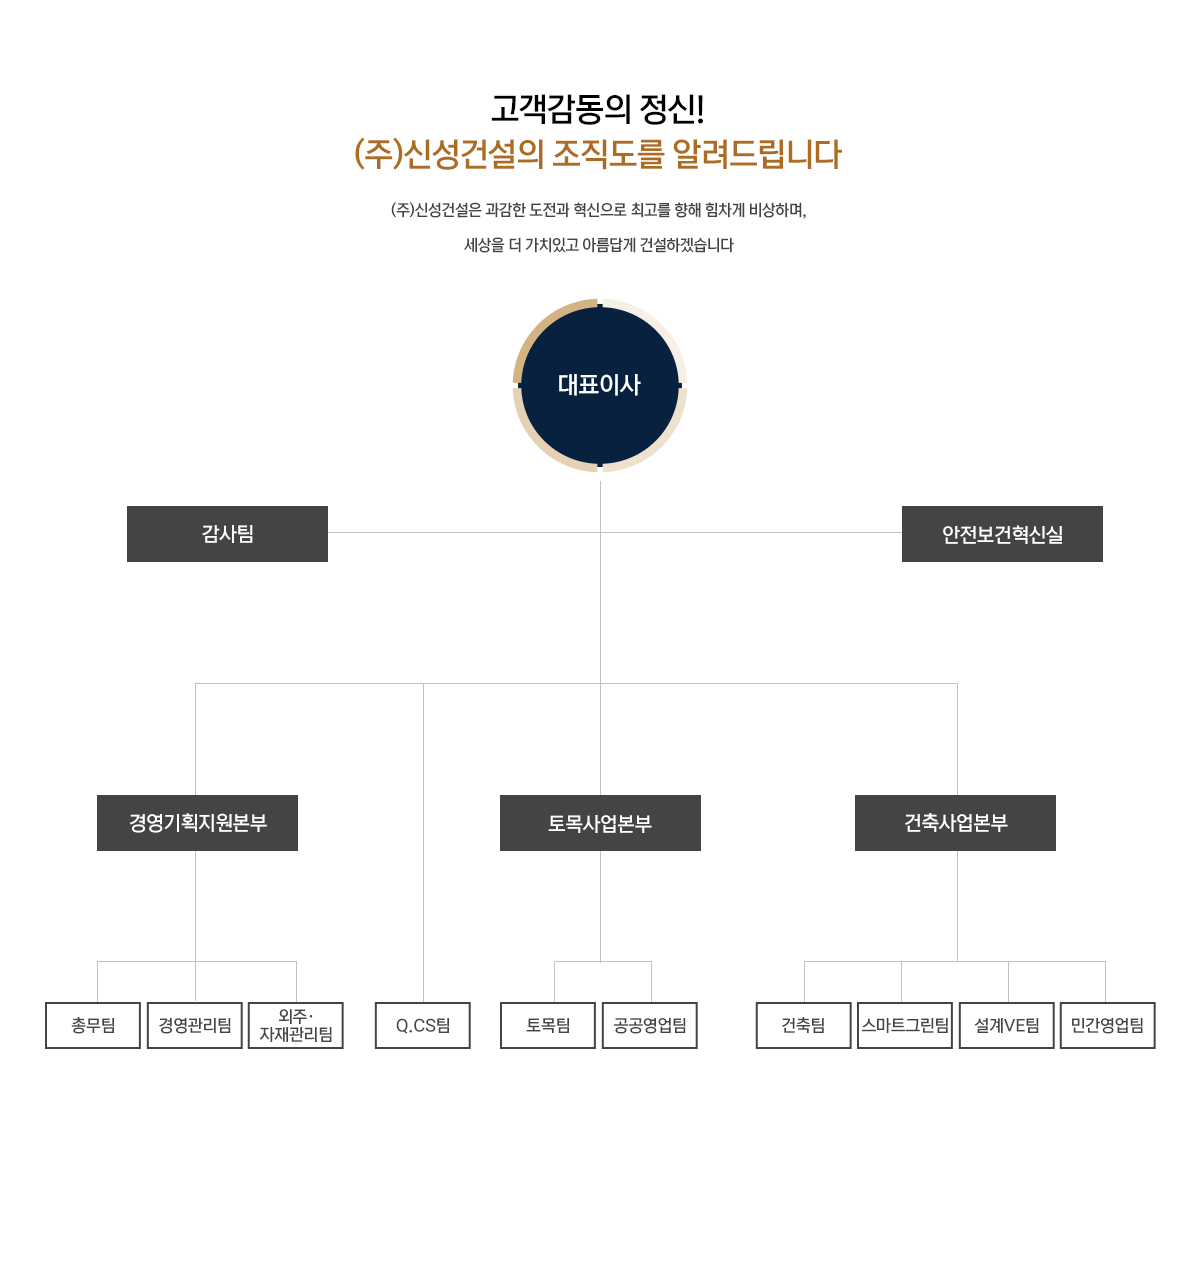 고객감동의 정신!
(주)신성건설의 조직도를 알려드립니다
(주)신성건설은 과감한 도전과 혁신으로 최고를 향해 힘차게 비상하며,
세상을 더 가치있고 아름답게 건설하겠습니다
대표이사
감사팀
안전보건혁신실
경영기획지원본부
토목사업본부
건축사업본부
총무팀
경영관리팀
외주·
자재관리팀
Q.CS팀
토목팀
공공영업팀
건축팀
스마트그린팀
설계VE팀
민간영업팀